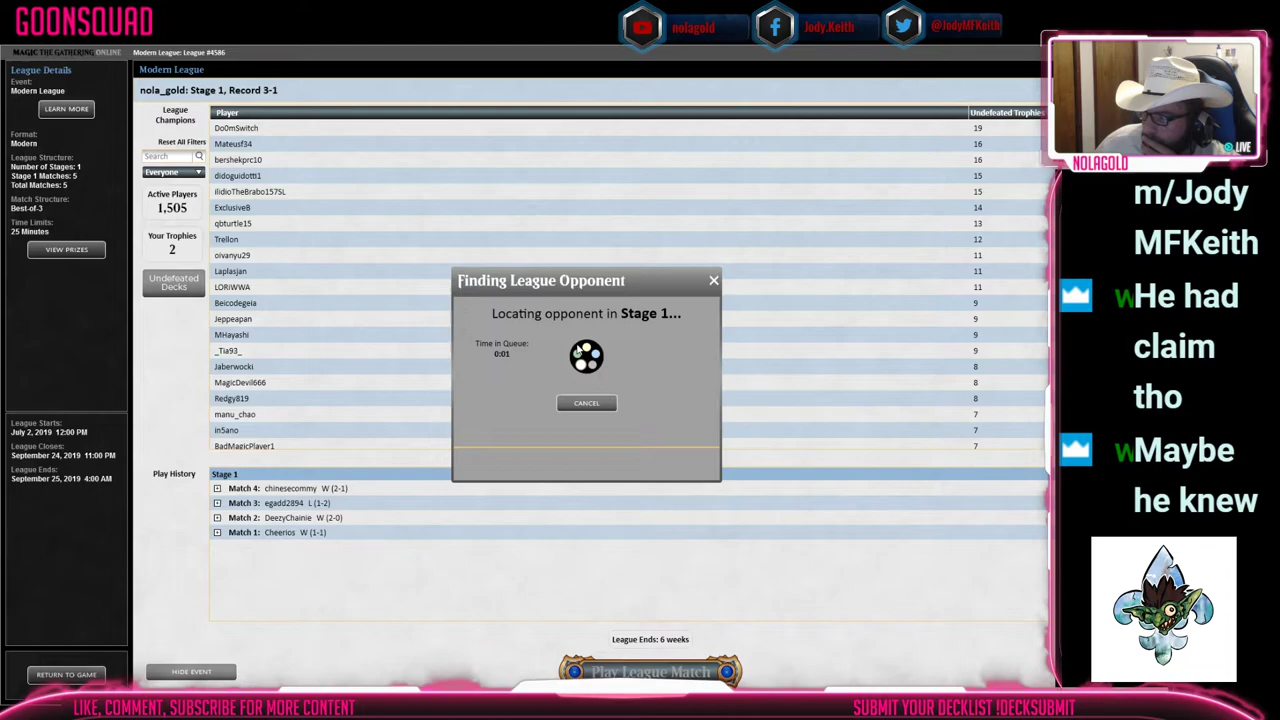 GOONSQUAD
nolagold
Jody.Keith
@JodyMFKeith
MAGIC THE GATHERING ONLINE
Modern League: League #4586
League Details
Event:
Modern League
LEARN MORE
Format:
Modern
League Structure:
Number of Stages: 1
Stage 1 Matches: 5
Total Matches: 5
Match Structure:
Best-of-3
Time Limits:
25 Minutes
VIEW PRIZES
League Starts:
July 2, 2019 12:00 PM
League Closes:
September 24, 2019 11:00 PM
League Ends:
September 25, 2019 4:00 AM
RETURN TO GAME
Modern League
nola_gold: Stage 1, Record 3-1
League
Champions
Reset All Filters
Search
Everyone
Active Players
1,505
Your Trophies
2
Undefeated
Decks
Player Undefeated Trophies
Do0mSwitch 19
Mateusf34 16
bershekprc10 16
didoguidotti1 15
ilidioTheBrabo157SL 15
ExclusiveB 14
qbturtle15 13
Trellon 12
oivanyu29 11
Laplasjan 11
LORiWWA 11
Beicodegeia 9
Jeppeapan 9
MHayashi 9
_Tia93_ 9
Jaberwocki 8
MagicDevil666 8
Redgy819 8
manu_chao 7
in5ano 7
BadMagicPlayer1 7
Finding League Opponent
Locating opponent in Stage 1...
Time in Queue:
0:01
CANCEL
Play History
Stage 1
Match 4: chinesecommy W (2-1)
Match 3: egadd2894 L (1-2)
Match 2: DeezyChainie W (2-0)
Match 1: Cheerios W (1-1)
League Ends: 6 weeks
HIDE EVENT
Play League Match
LIVE
NOLAGOLD
m/Jody
MFKeith
w He had
claim
tho
w Maybe
he knew
LIKE, COMMENT, SUBSCRIBE FOR MORE CONTENT
SUBMIT YOUR DECKLIST !DECKSUBMIT